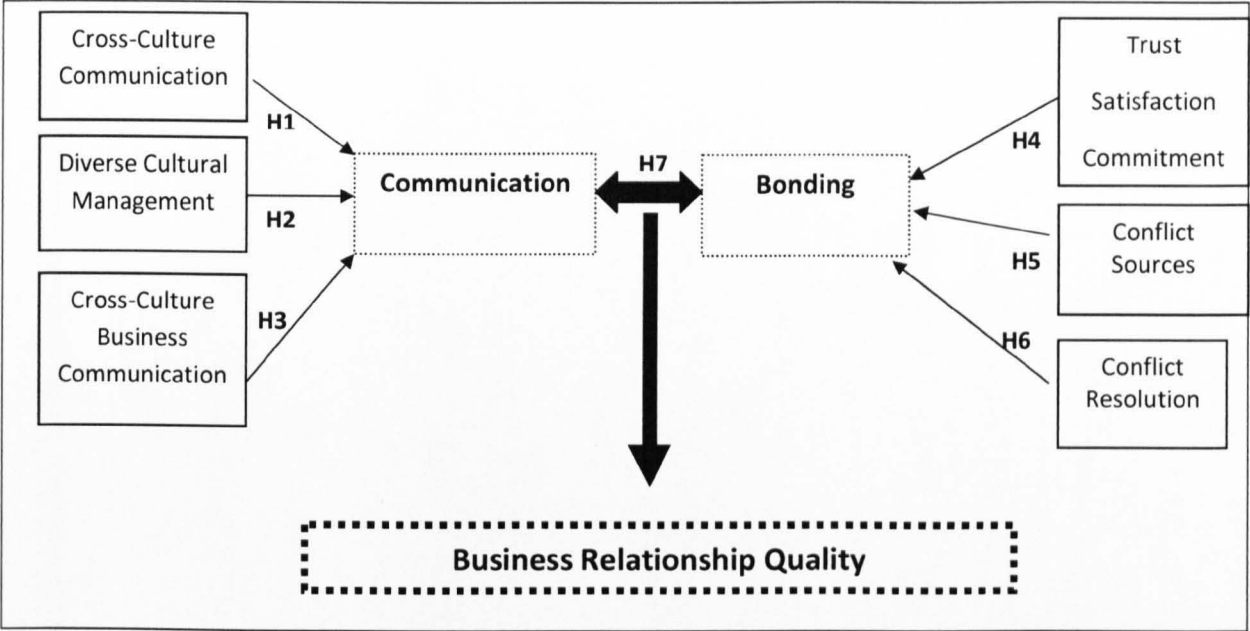 Cross-Culture
Communication
H1
Diverse Cultural
Management
H2
Cross-Culture
Business
Communication
H3
Communication
H7
Bonding
Trust
Satisfaction
Commitment
H4
Conflict
Sources
H5
Conflict
Resolution
H6
Business Relationship Quality